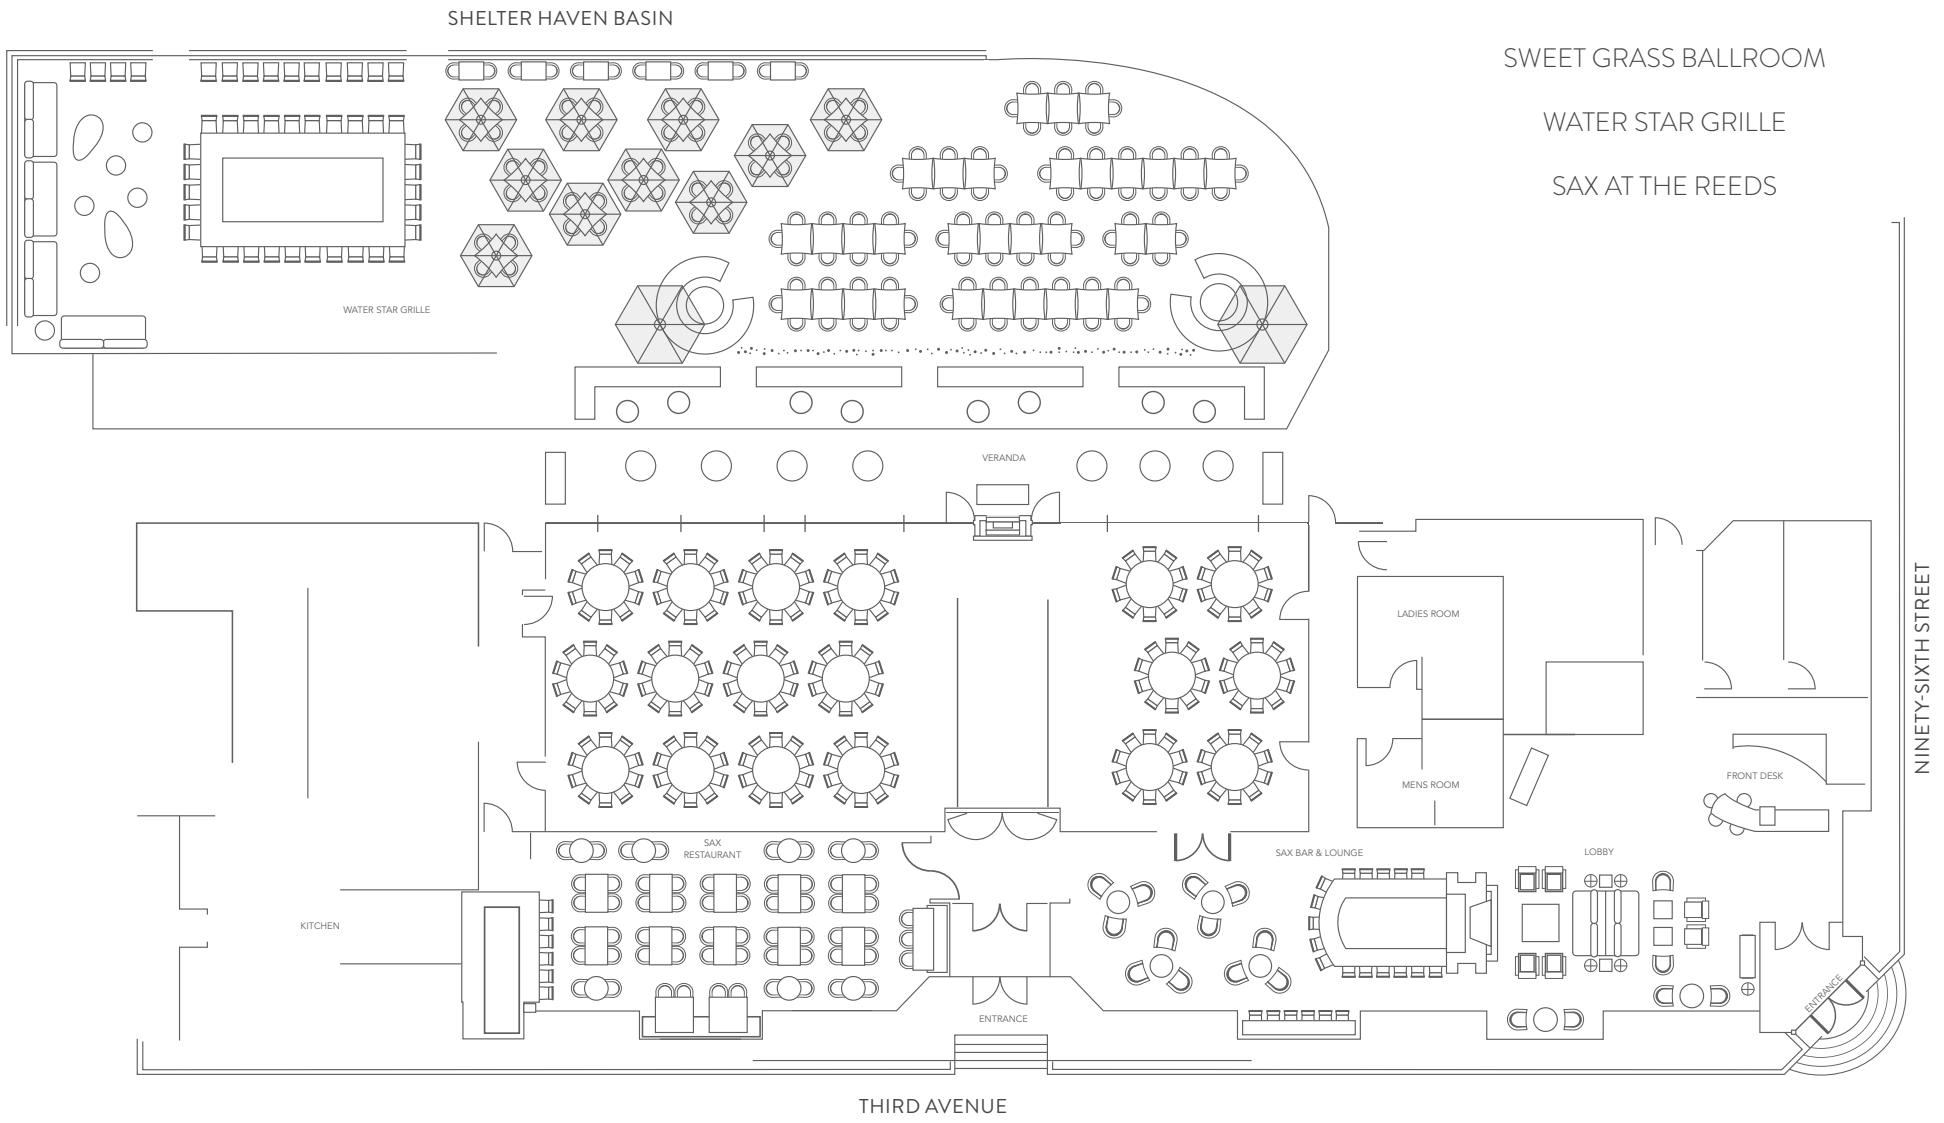 SHELTER HAVEN BASIN
SWEET GRASS BALLROOM
WATER STAR GRILLE
SAX AT THE REEDS
WATER STAR GRILLE
VERANDA
NINETY-SIXTH STREET
LADIES ROOM
MENS ROOM
FRONT DESK
SAX
RESTAURANT
SAX BAR & LOUNGE
LOBBY
KITCHEN
ENTRANCE
ENTRANCE
THIRD AVENUE